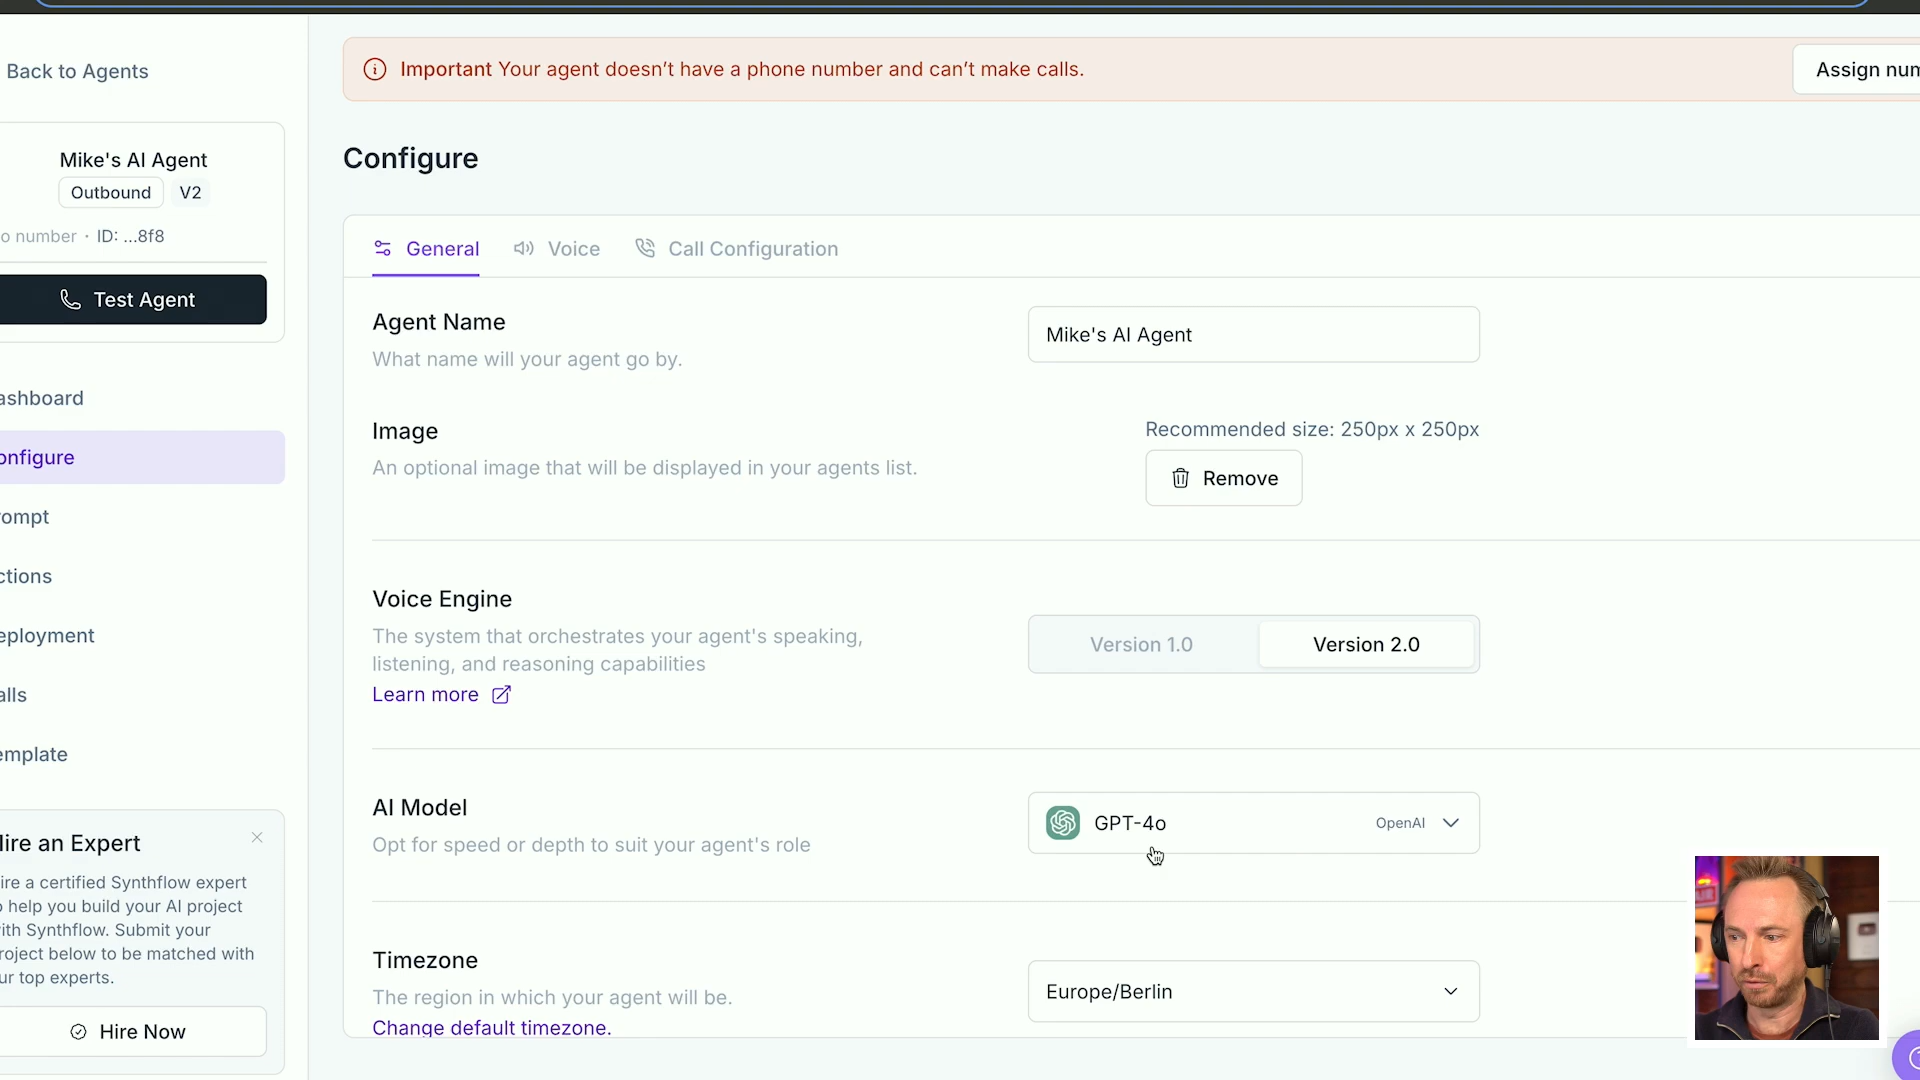 Back to Agents
Important Your agent doesn't have a phone number and can't make calls.
Assign num
Mike's AI Agent
Outbound V2
o number · ID: ...8f8
Test Agent
ashboard
onfigure
ompt
ctions
eployment
alls
emplate
ire an Expert
ire a certified Synthflow expert
o help you build your AI project
ith Synthflow. Submit your
roject below to be matched with
ur top experts.
Hire Now
Configure
General Voice Call Configuration
Agent Name
What name will your agent go by.
Mike's AI Agent
Image
An optional image that will be displayed in your agents list.
Recommended size: 250px x 250px
Remove
Voice Engine
The system that orchestrates your agent's speaking,
listening, and reasoning capabilities
Learn more
Version 1.0 Version 2.0
AI Model
Opt for speed or depth to suit your agent's role
GPT-4o OpenAI
Timezone
The region in which your agent will be.
Change default timezone.
Europe/Berlin